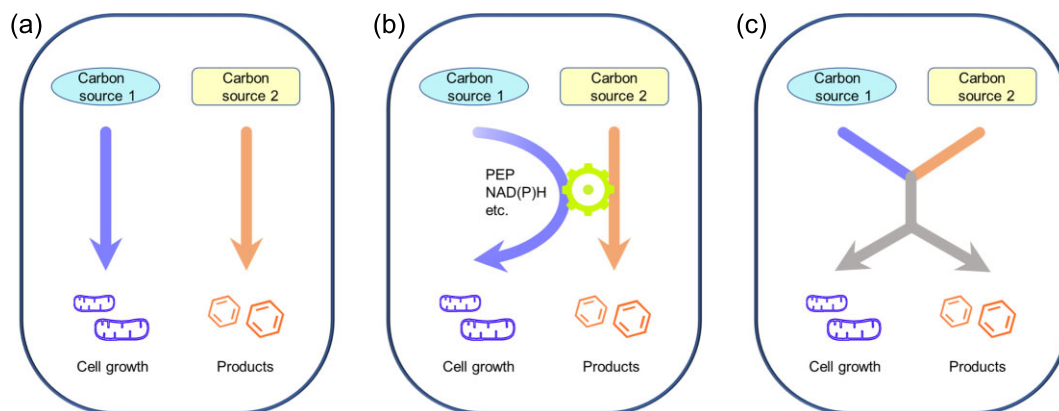 (a)
Carbon
source 1
Carbon
source 2
Cell growth
Products
(b)
Carbon
source 1
Carbon
source 2
PEP
NAD(P)H
etc.
Cell growth
Products
(c)
Carbon
source 1
Carbon
source 2
Cell growth
Products